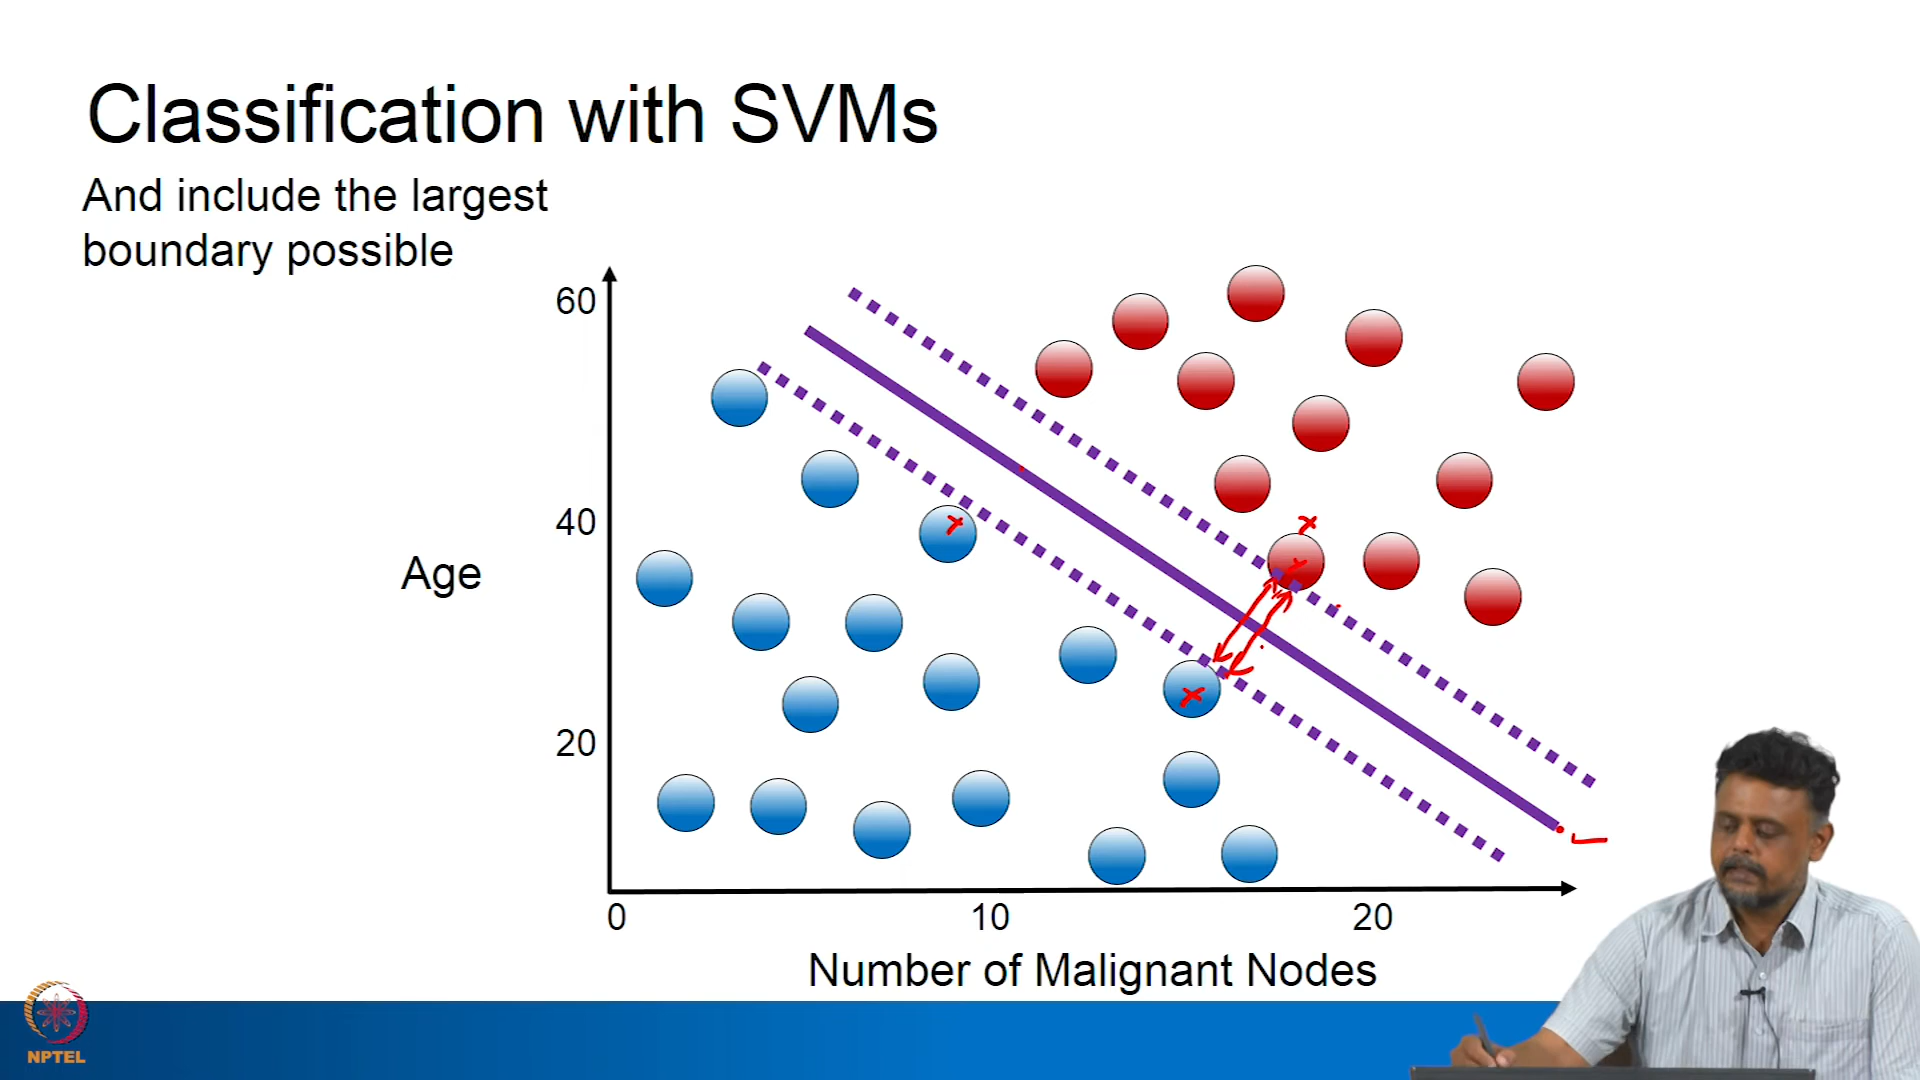 Classification with SVMs
And include the largest
boundary possible
60
40
Age
20
0 10 20
Number of Malignant Nodes
NPTEL